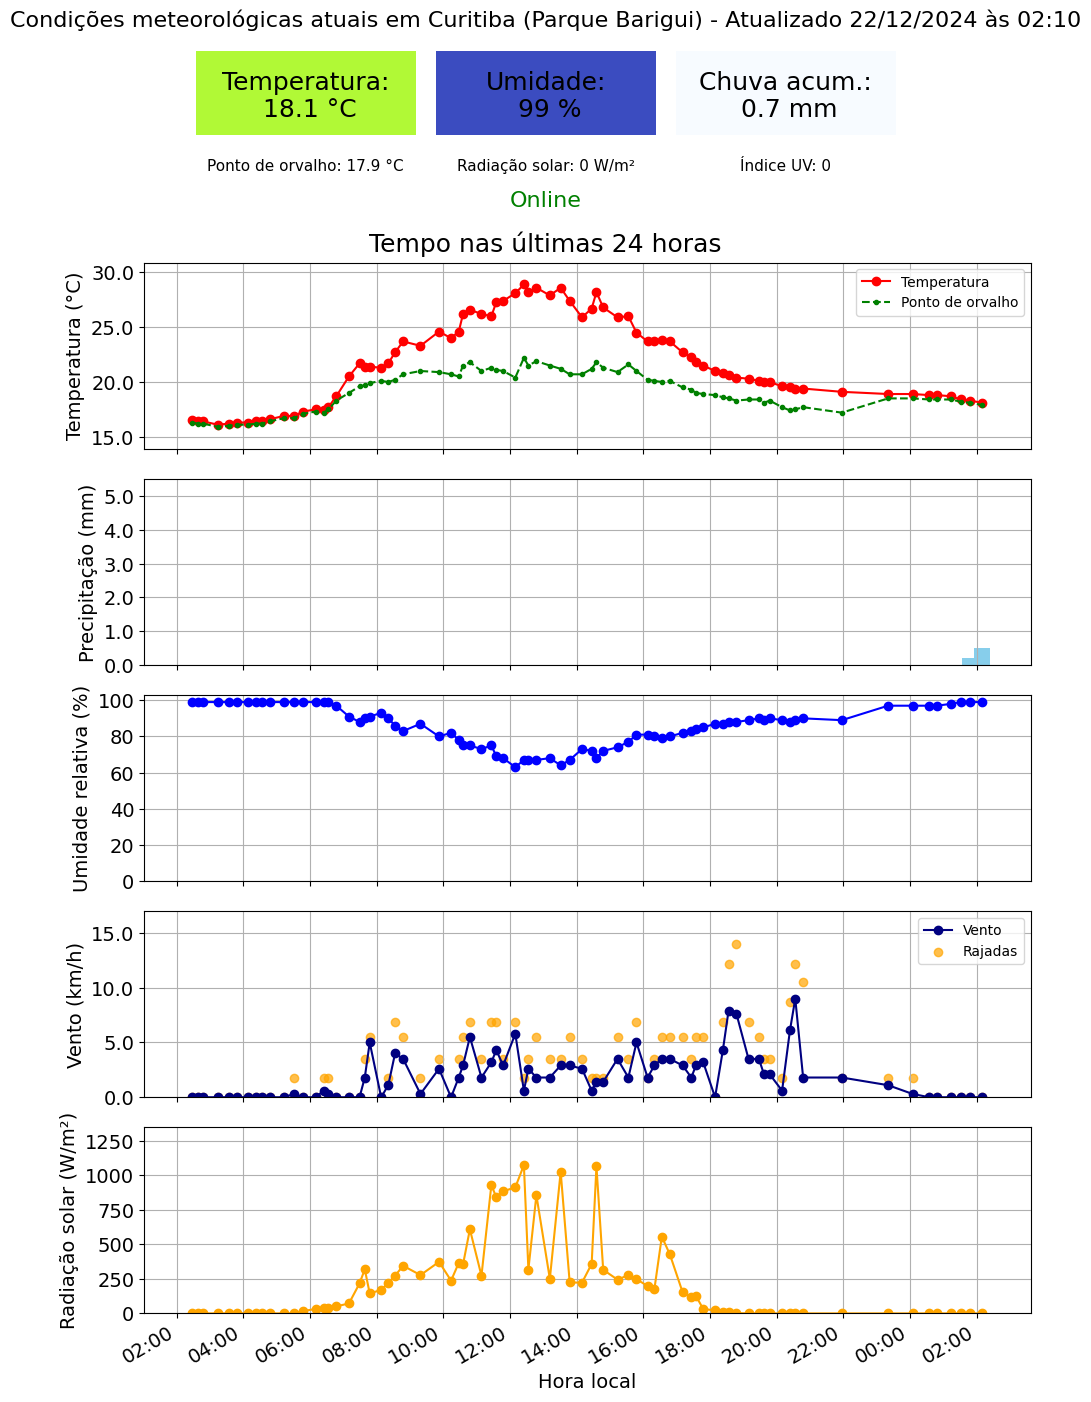 Condições meteorológicas atuais em Curitiba (Parque Barigui) - Atualizado 22/12/2024 às 02:10
Temperatura:
18.1 °C
Umidade:
99 %
Chuva acum.:
0.7 mm
Ponto de orvalho: 17.9 °C
Radiação solar: 0 W/m²
Índice UV: 0
Online
Tempo nas últimas 24 horas
Temperatura (°C)
30.0
25.0
20.0
15.0
Temperatura
Ponto de orvalho
Precipitação (mm)
5.0
4.0
3.0
2.0
1.0
0.0
Umidade relativa (%)
100
80
60
40
20
0
Vento (km/h)
15.0
10.0
5.0
0.0
Vento
Rajadas
Radiação solar (W/m²)
1250
1000
750
500
250
0
02:00
04:00
06:00
08:00
10:00
12:00
14:00
16:00
18:00
20:00
22:00
00:00
02:00
Hora local